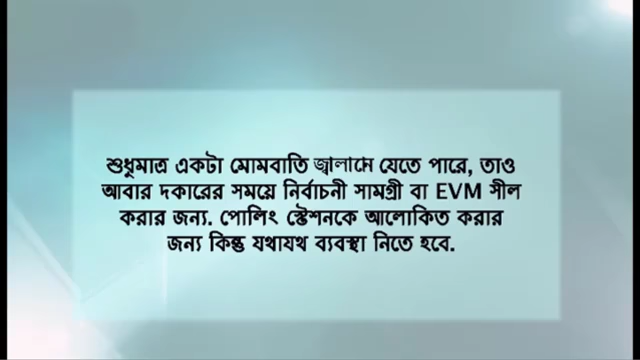 শুধুমাত্র একটা মোমবাতি জ্বালামে যেতে পারে, তাও
আবার দকারের সময়ে নির্বাচনী সামগ্রী বা EVM সীল
করার জন্য. পোলিং স্টেশনকে আলোকিত করার
জন্য কিন্তু যথাযথ ব্যবস্থা নিতে হবে.